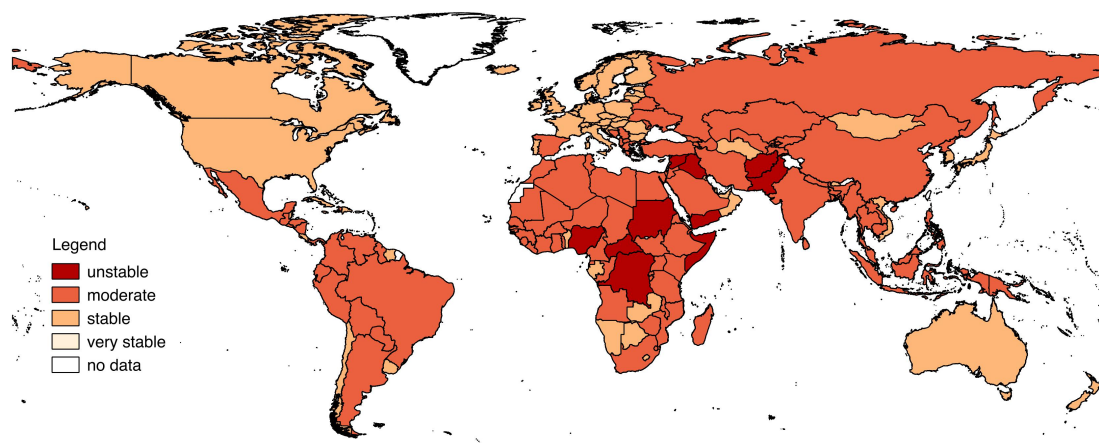 Legend
unstable
moderate
stable
very stable
no data